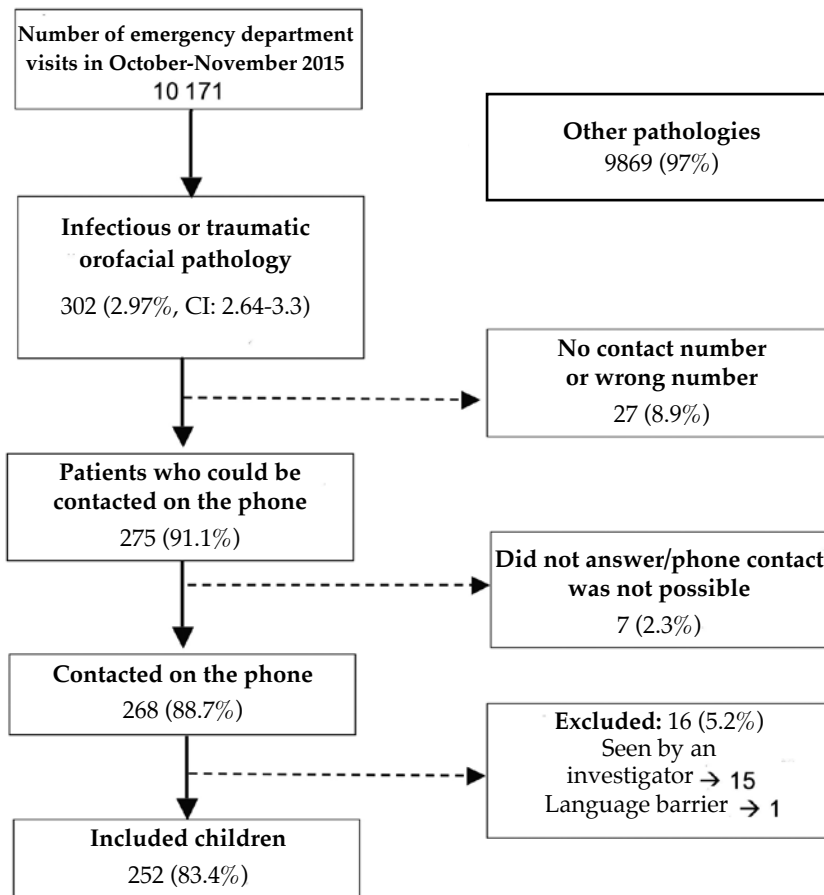 Number of emergency department
visits in October-November 2015
10 171
Other pathologies
9869 (97%)
Infectious or traumatic
orofacial pathology
302 (2.97%, CI: 2.64-3.3)
No contact number
or wrong number
27 (8.9%)
Patients who could be
contacted on the phone
275 (91.1%)
Did not answer/phone contact
was not possible
7 (2.3%)
Contacted on the phone
268 (88.7%)
Excluded: 16 (5.2%)
Seen by an
investigator → 15
Language barrier → 1
Included children
252 (83.4%)